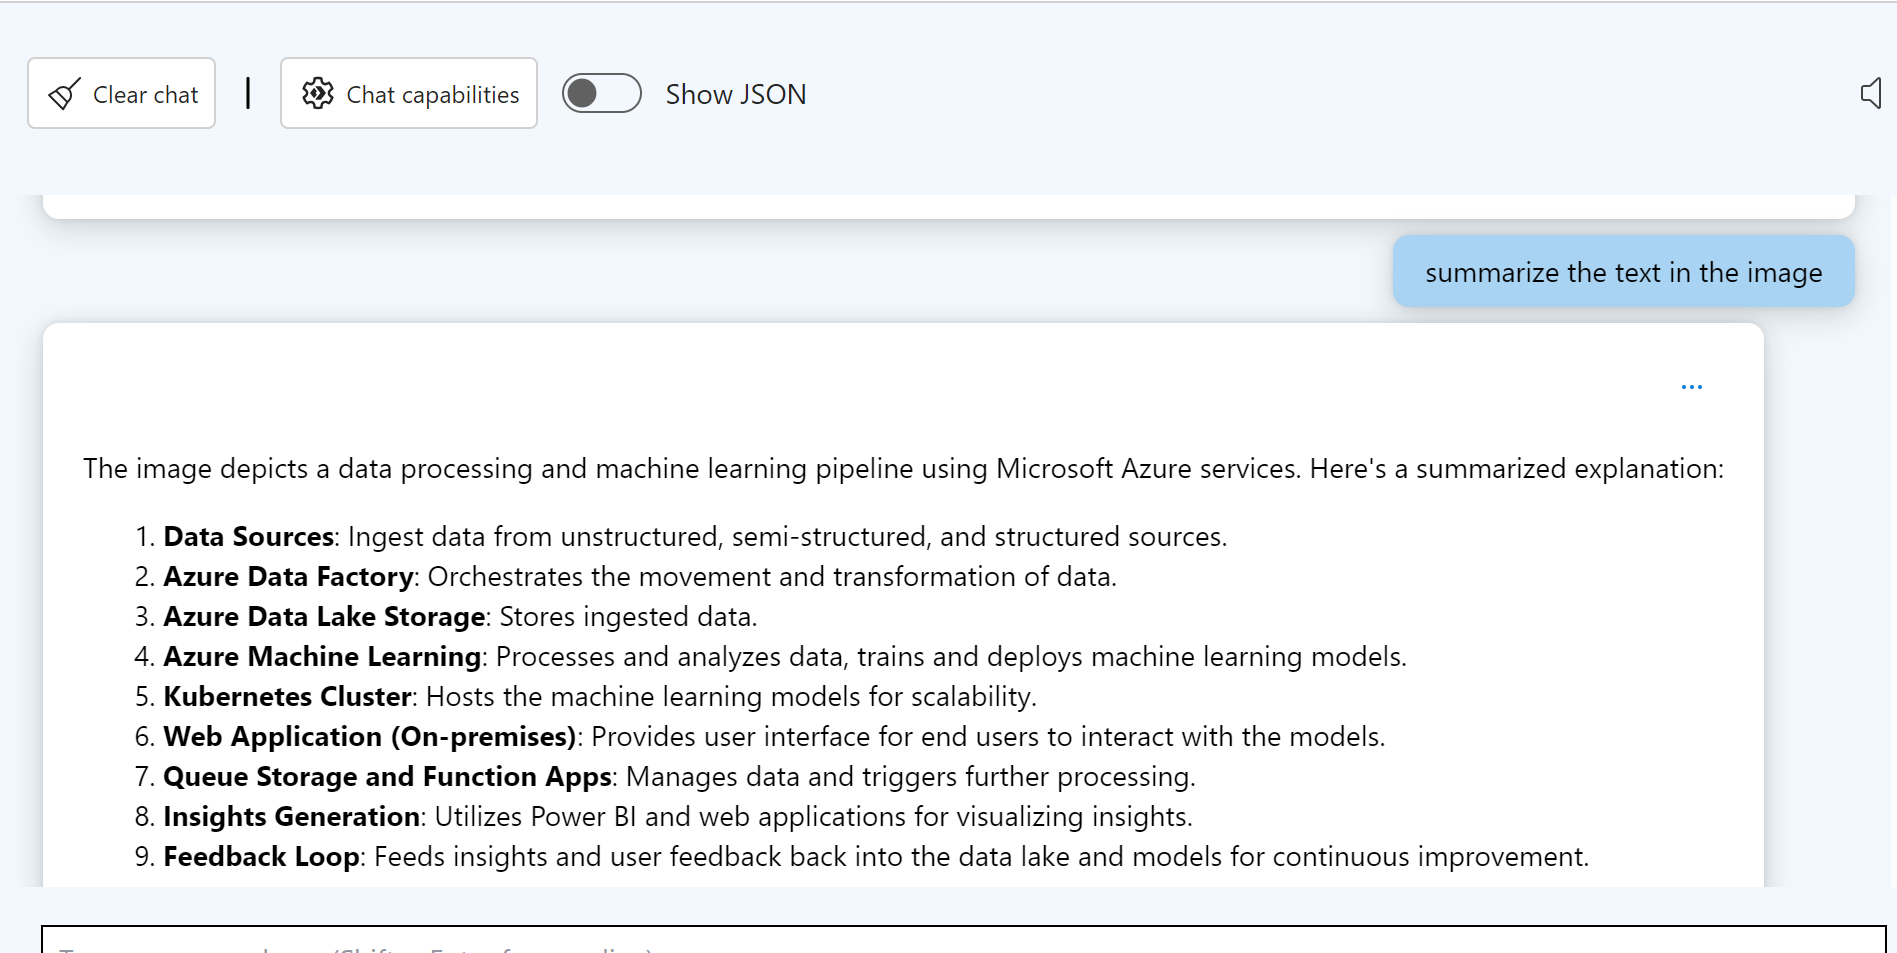 Clear chat | Chat capabilities Show JSON
summarize the text in the image
...
The image depicts a data processing and machine learning pipeline using Microsoft Azure services. Here's a summarized explanation:
1. Data Sources: Ingest data from unstructured, semi-structured, and structured sources.
2. Azure Data Factory: Orchestrates the movement and transformation of data.
3. Azure Data Lake Storage: Stores ingested data.
4. Azure Machine Learning: Processes and analyzes data, trains and deploys machine learning models.
5. Kubernetes Cluster: Hosts the machine learning models for scalability.
6. Web Application (On-premises): Provides user interface for end users to interact with the models.
7. Queue Storage and Function Apps: Manages data and triggers further processing.
8. Insights Generation: Utilizes Power BI and web applications for visualizing insights.
9. Feedback Loop: Feeds insights and user feedback back into the data lake and models for continuous improvement.